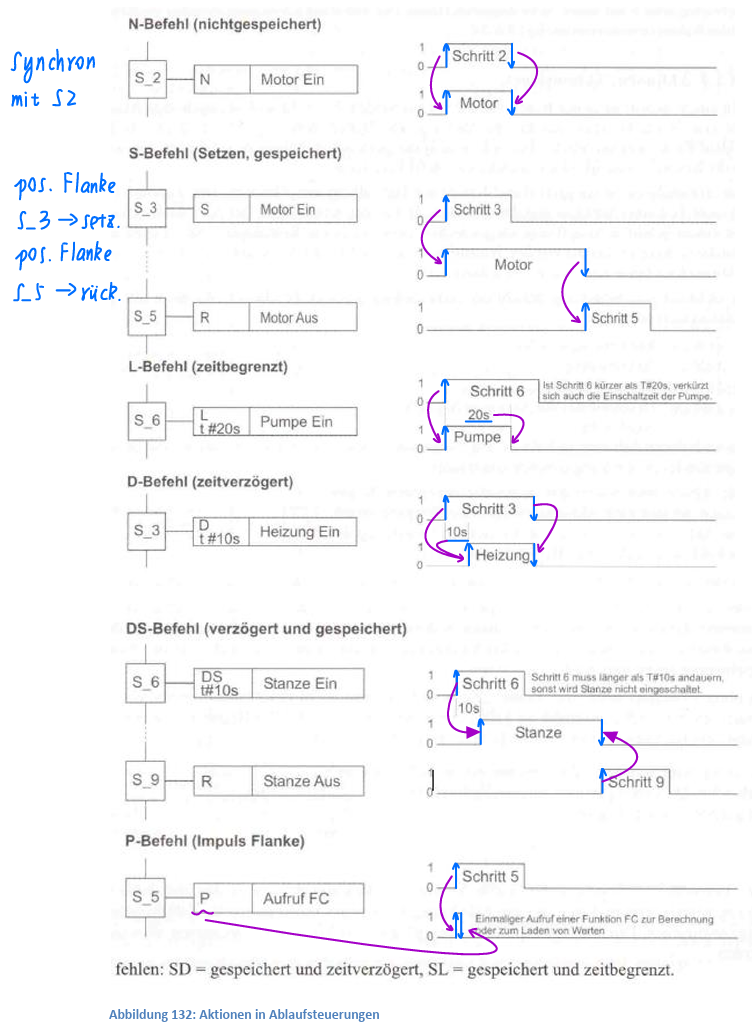 N-Befehl (nichtgespeichert)
Synchron
mit S2
S_2 N Motor Ein
1 Schritt 2
0
1 Motor
0
S-Befehl (Setzen, gespeichert)
pos. Flanke
S_3 → setz.
pos. Flanke
S_5 → rück.
S_3 S Motor Ein
1 Schritt 3
0
1 Motor
0
S_5 R Motor Aus
1 Schritt 5
0
L-Befehl (zeitbegrenzt)
S_6 L
t #20s Pumpe Ein
1 Schritt 6
0
Ist Schritt 6 kürzer als T#20s, verkürzt
sich auch die Einschaltzeit der Pumpe.
20s
1 Pumpe
0
D-Befehl (zeitverzögert)
S_3 D
t #10s Heizung Ein
1 Schritt 3
0
10s
1 Heizung
0
DS-Befehl (verzögert und gespeichert)
S_6 DS
t#10s Stanze Ein
1 Schritt 6
0
Schritt 6 muss länger als T#10s andauern,
sonst wird Stanze nicht eingeschaltet.
10s
1 Stanze
0
S_9 R Stanze Aus
1 Schritt 9
0
P-Befehl (Impuls Flanke)
S_5 P Aufruf FC
1 Schritt 5
0
1 Einmaliger Aufruf einer Funktion FC zur Berechnung
0 oder zum Laden von Werten
fehlen: SD = gespeichert und zeitverzögert, SL = gespeichert und zeitbegrenzt.
Abbildung 132: Aktionen in Ablaufsteuerungen